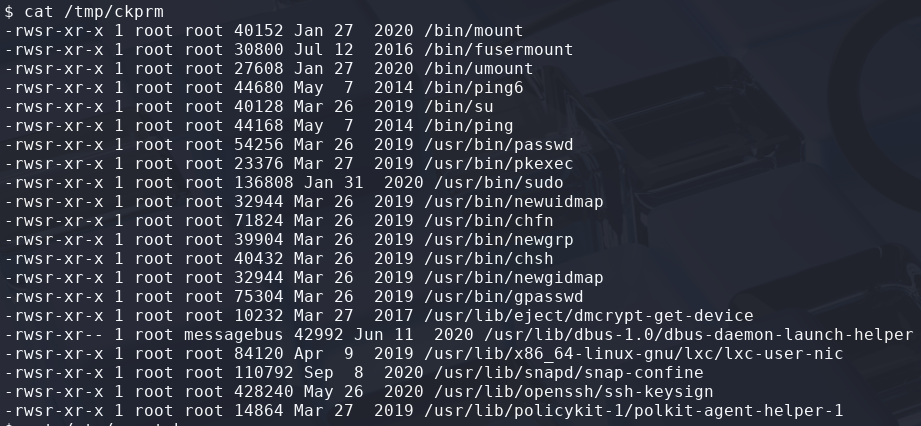 $ cat /tmp/ckprm
-rwsr-xr-x 1 root root 40152 Jan 27  2020 /bin/mount
-rwsr-xr-x 1 root root 30800 Jul 12  2016 /bin/fusermount
-rwsr-xr-x 1 root root 27608 Jan 27  2020 /bin/umount
-rwsr-xr-x 1 root root 44680 May  7  2014 /bin/ping6
-rwsr-xr-x 1 root root 40128 Mar 26  2019 /bin/su
-rwsr-xr-x 1 root root 44168 May  7  2014 /bin/ping
-rwsr-xr-x 1 root root 54256 Mar 26  2019 /usr/bin/passwd
-rwsr-xr-x 1 root root 23376 Mar 27  2019 /usr/bin/pkexec
-rwsr-xr-x 1 root root 136808 Jan 31  2020 /usr/bin/sudo
-rwsr-xr-x 1 root root 32944 Mar 26  2019 /usr/bin/newuidmap
-rwsr-xr-x 1 root root 71824 Mar 26  2019 /usr/bin/chfn
-rwsr-xr-x 1 root root 39904 Mar 26  2019 /usr/bin/newgrp
-rwsr-xr-x 1 root root 40432 Mar 26  2019 /usr/bin/chsh
-rwsr-xr-x 1 root root 32944 Mar 26  2019 /usr/bin/newgidmap
-rwsr-xr-x 1 root root 75304 Mar 26  2019 /usr/bin/gpasswd
-rwsr-xr-x 1 root root 10232 Mar 27  2017 /usr/lib/eject/dmcrypt-get-device
-rwsr-xr-- 1 root messagebus 42992 Jun 11  2020 /usr/lib/dbus-1.0/dbus-daemon-launch-helper
-rwsr-xr-x 1 root root 84120 Apr  9  2019 /usr/lib/x86_64-linux-gnu/lxc/lxc-user-nic
-rwsr-xr-x 1 root root 110792 Sep  8  2020 /usr/lib/snapd/snap-confine
-rwsr-xr-x 1 root root 428240 May 26  2020 /usr/lib/openssh/ssh-keysign
-rwsr-xr-x 1 root root 14864 Mar 27  2019 /usr/lib/policykit-1/polkit-agent-helper-1